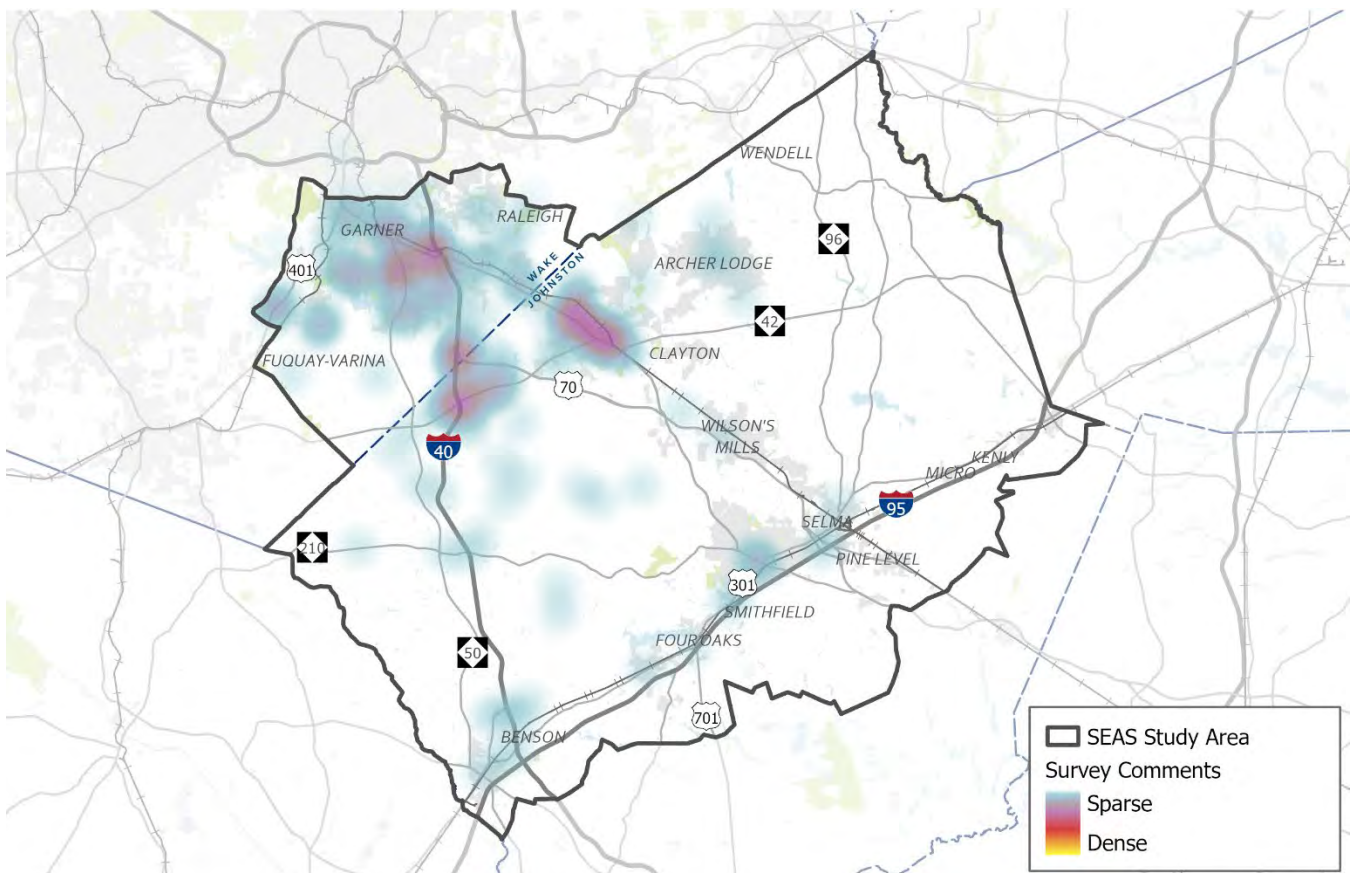 WENDELL
RALEIGH
GARNER
96
401
WAKE
JOHNSTON
ARCHER LODGE
42
CLAYTON
FUQUAY-VARINA
70
WILSON'S
MILLS
40
KENLY
MICRO
95
SELMA
210
PINE LEVEL
301
SMITHFIELD
FOUR OAKS
50
701
BENSON
SEAS Study Area
Survey Comments
Sparse
Dense